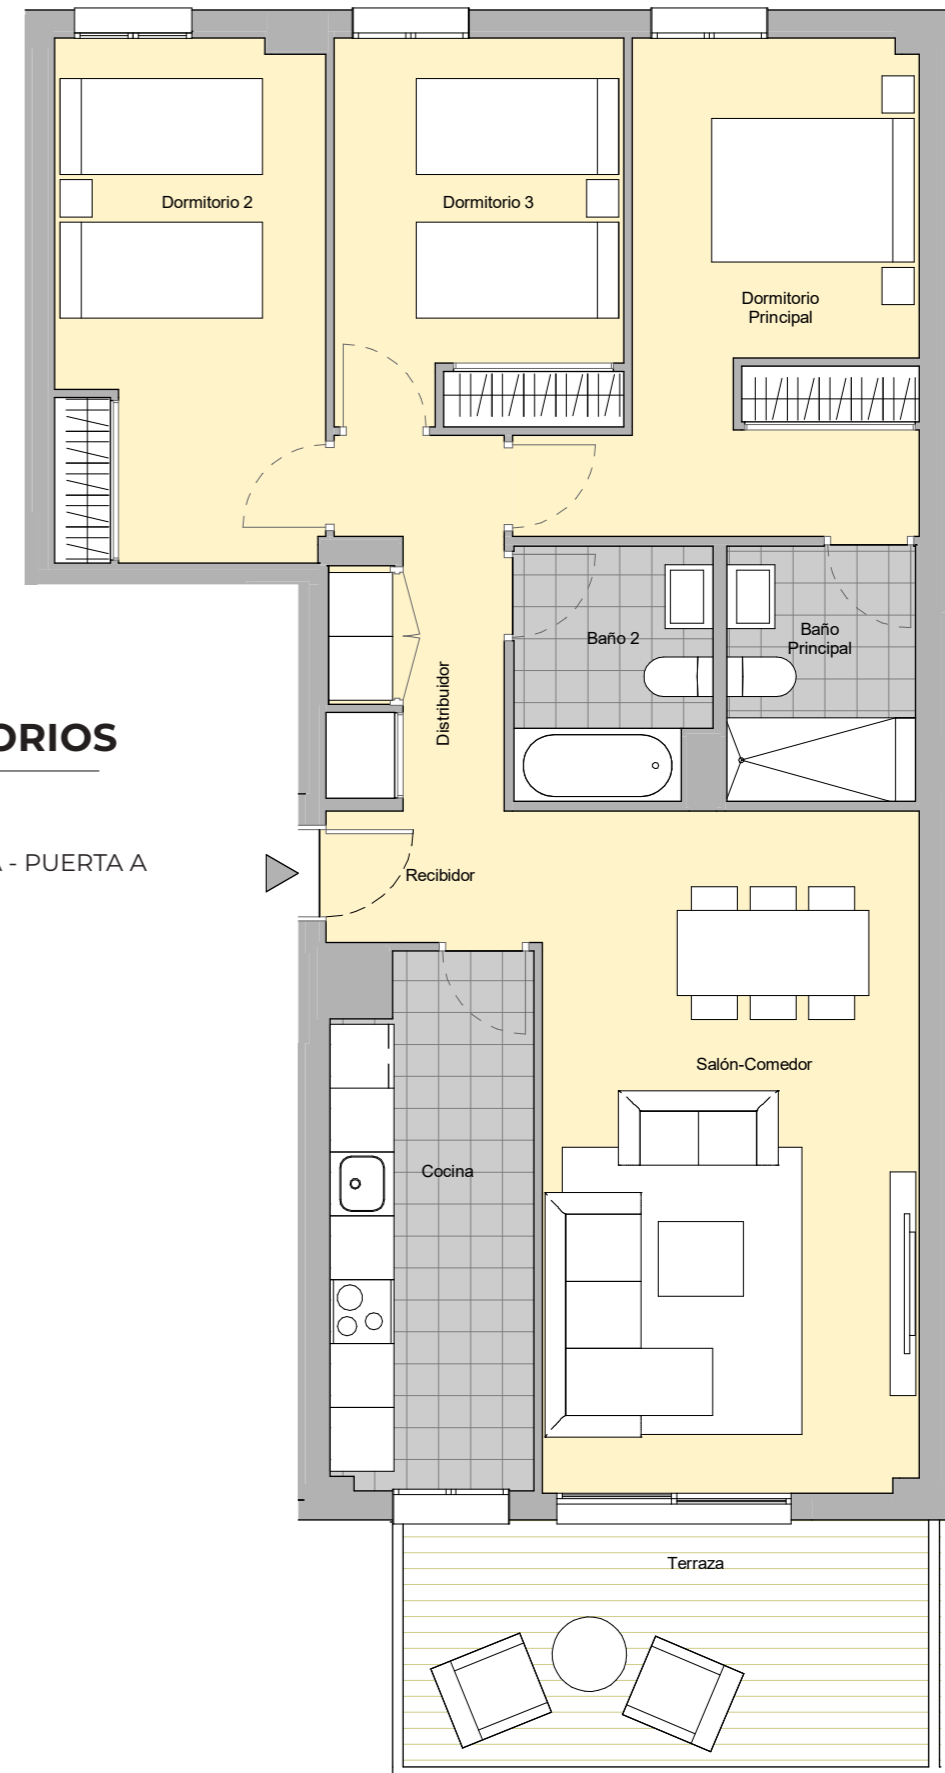 Dormitorio 2
Dormitorio 3
Dormitorio
Principal
Baño 2
Baño
Principal
Distribuidor
ORIOS
- PUERTA A
Recibidor
Salón-Comedor
Cocina
Terraza